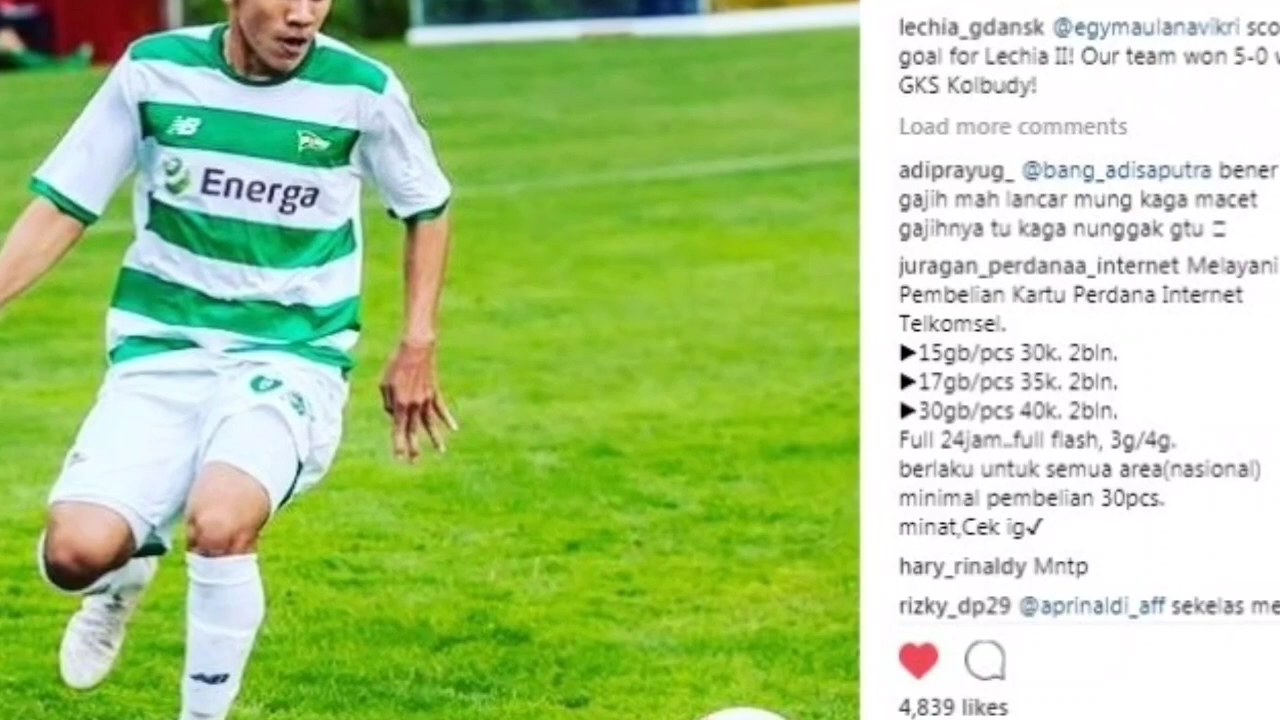 Energa
lechia_gdansk @egymaulanavikri sco
goal for Lechia II! Our team won 5-0 v
GKS Kolbudy!
Load more comments
adiprayug_ @bang_adisaputra bener
gajih mah lancar mung kaga macet
gajihnya tu kaga nunggak gtu
juragan_perdanaa_internet Melayani
Pembelian Kartu Perdana Internet
Telkomsel.
▶15gb/pcs 30k. 2bln.
▶17gb/pcs 35k. 2bln.
▶30gb/pcs 40k. 2bln.
Full 24jam..full flash, 3g/4g.
berlaku untuk semua area(nasional)
minimal pembelian 30pcs.
minat,Cek ig✓
hary_rinaldy Mntp
rizky_dp29 @aprinaldi_aff sekelas me
4,839 likes